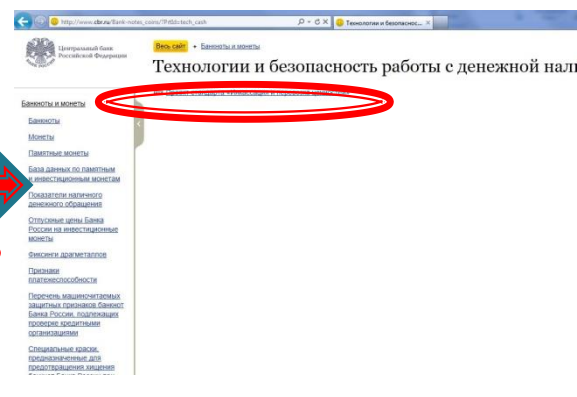 http://www.cbr.ru/Bank-notes_coins/?Prtid=tech_cash
Технологии и безопаснос... ×
Центральный банк
Российской Федерации
Весь сайт • Банкноты и монеты
Технологии и безопасность работы с денежной нали
Банкноты и монеты
Банкноты
Монеты
Памятные монеты
База данных по памятным
и инвестиционным монетам
Показатели наличного
денежного обращения
Отпускные цены Банка
России на инвестиционные
монеты
Фиксинги драгметаллов
Признаки
платежеспособности
Перечень машиночитаемых
защитных признаков банкнот
Банка России, подлежащих
проверке кредитными
организациями
Специальные краски,
предназначенные для
предотвращения хищения